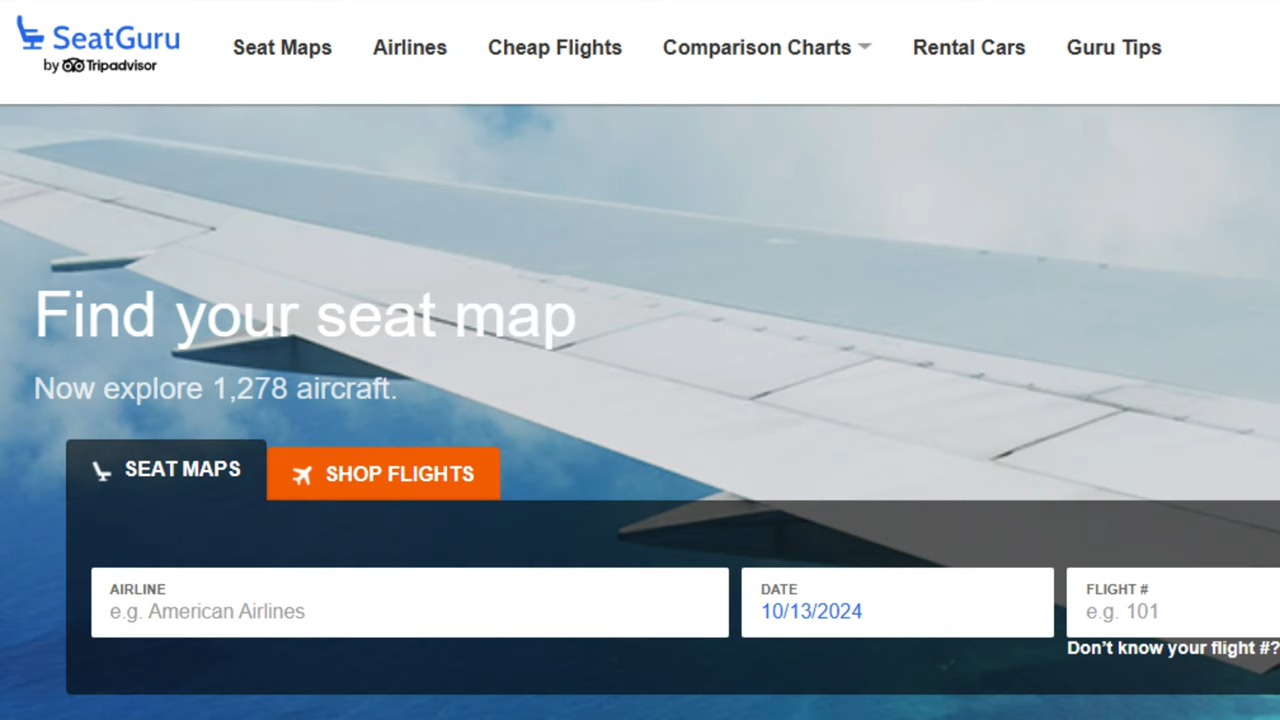 SeatGuru
by Tripadvisor
Seat Maps Airlines Cheap Flights Comparison Charts Rental Cars Guru Tips
Find your seat map
Now explore 1,278 aircraft.
SEAT MAPS SHOP FLIGHTS
AIRLINE DATE FLIGHT #
e.g. American Airlines 10/13/2024 e.g. 101
Don't know your flight #?